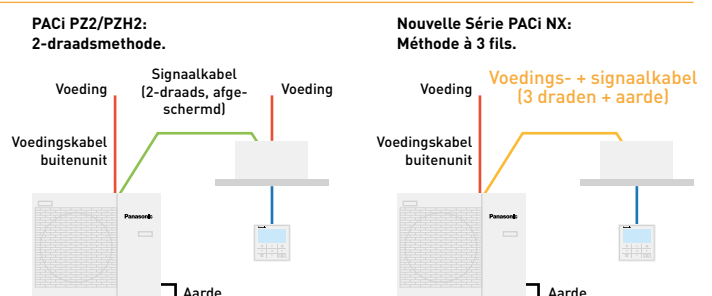 PACi PZ2/PZH2:
2-draadsmethode.
Voeding
Signaalkabel
(2-draads, afge-
schermd)
Voeding
Voedingskabel
buitenunit
Panasonic
Aarde
Nouvelle Série PACi NX:
Méthode à 3 fils.
Voeding
Voedings- + signaalkabel
(3 draden + aarde)
Voedingskabel
buitenunit
Panasonic
Aarde